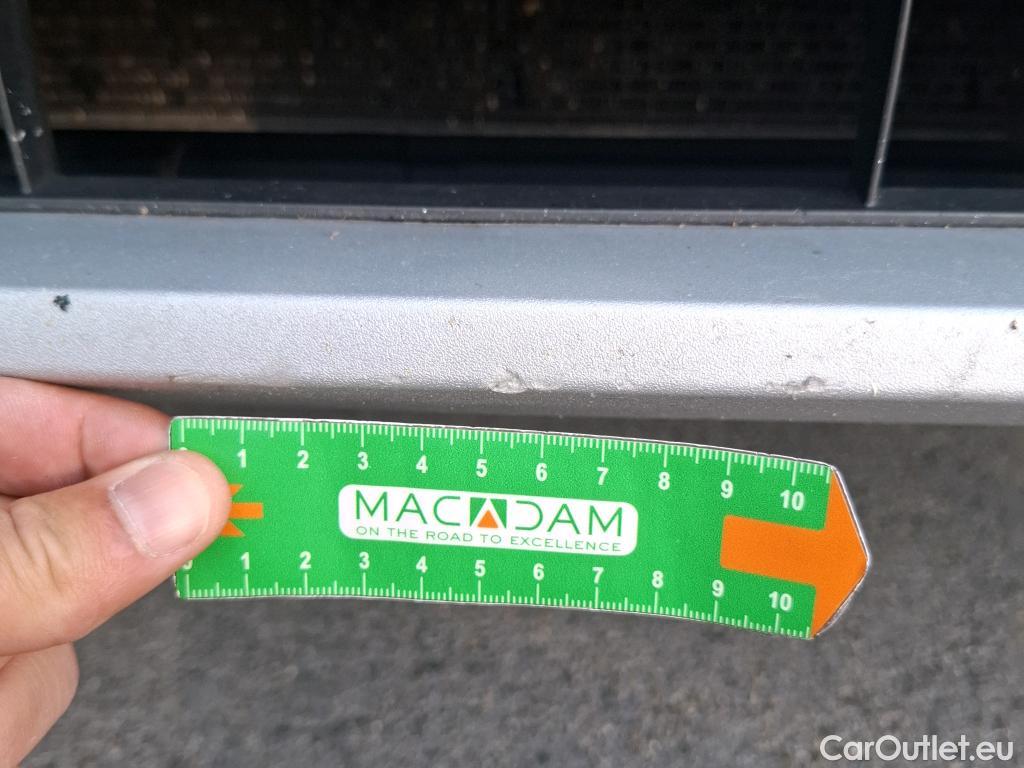 1 2 3 4 5 6 7 8 9 10
MACADAM
ON THE ROAD TO EXCELLENCE
1 2 3 4 5 6 7 8 9 10
CarOutlet.eu